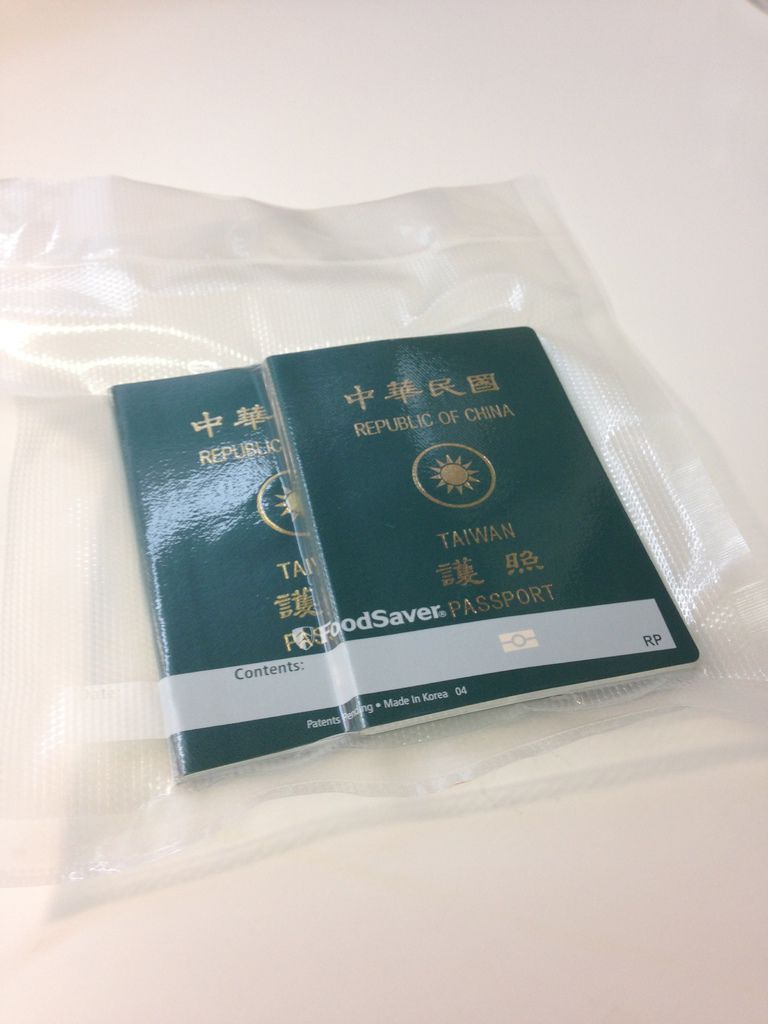 中華民國
REPUBLIC OF CHINA
TAIWAN
護照
PASSPORT
中華
REPUBLIC
TAI
護
PAS
FoodSaver®
RP
Contents:
Patents Pending • Made In Korea 04